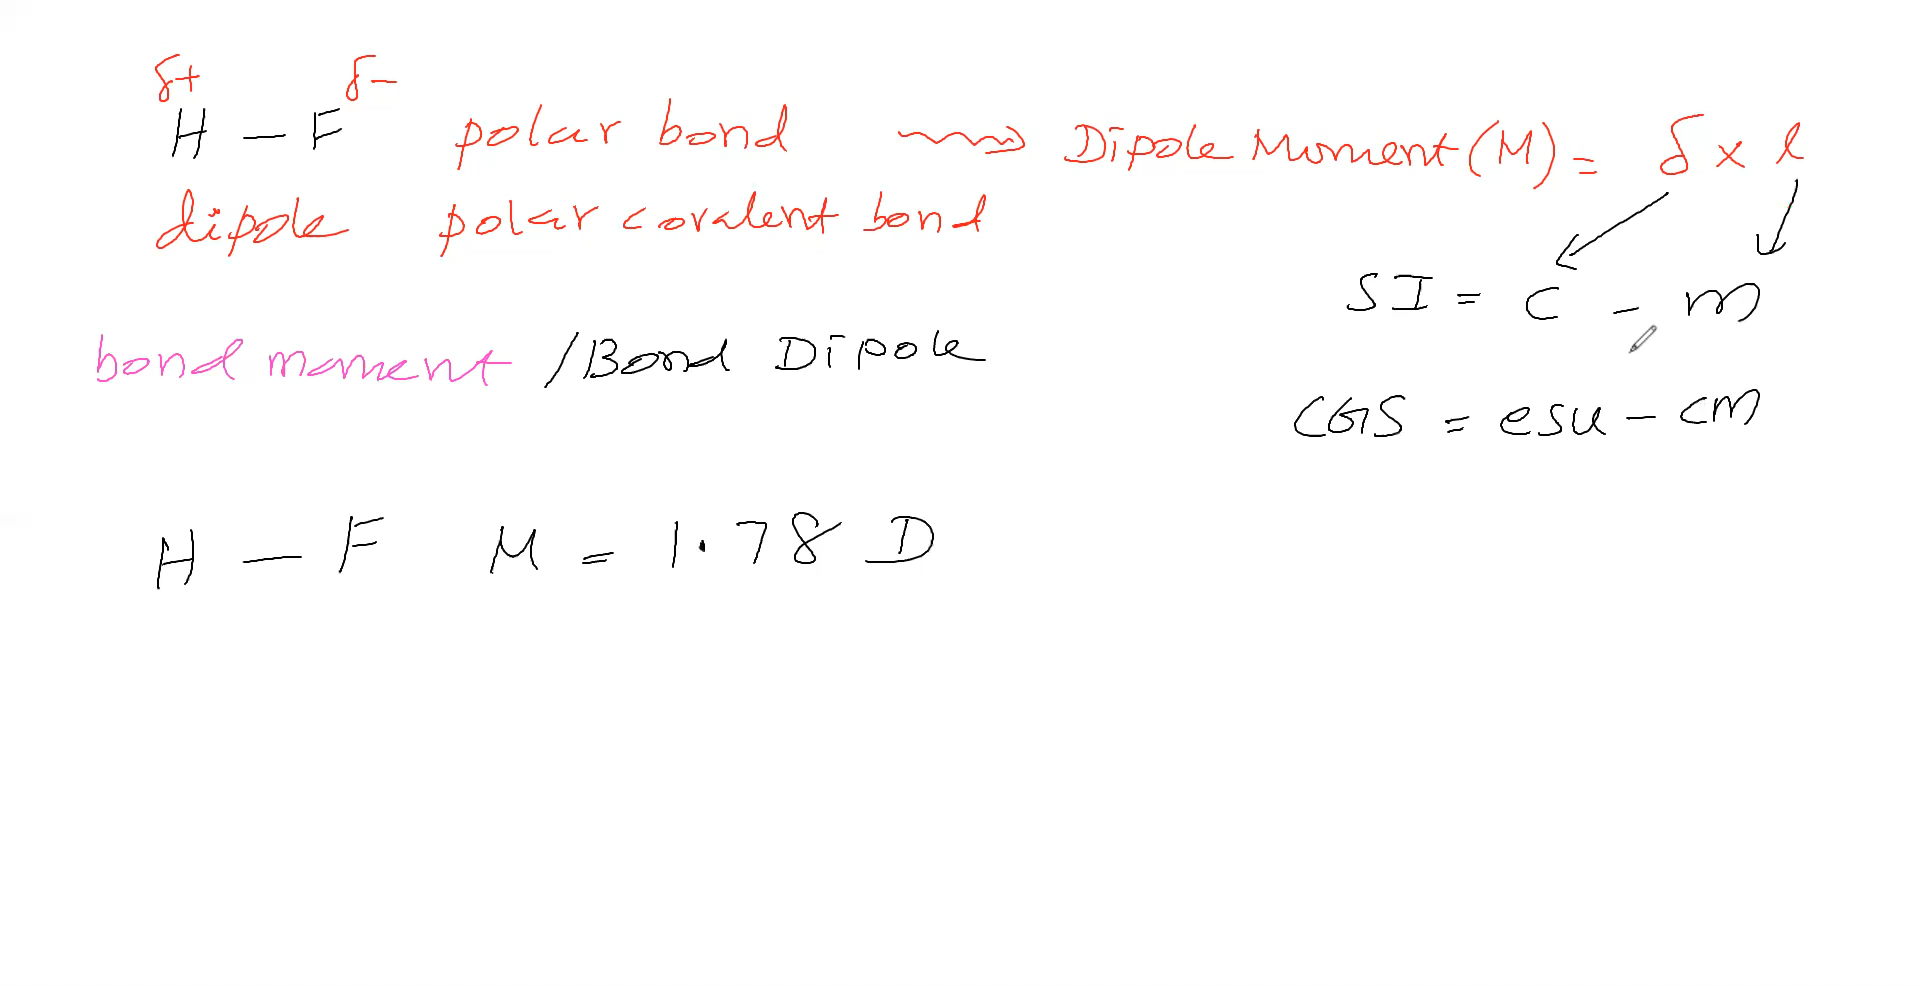 δ+ δ-
H - F polar bond ⇝ Dipole Moment (M) = δ x l
dipole polar covalent bond
SI = C - m
bond moment / Bond Dipole
CGS = esu - cm
H - F M = 1.78 D